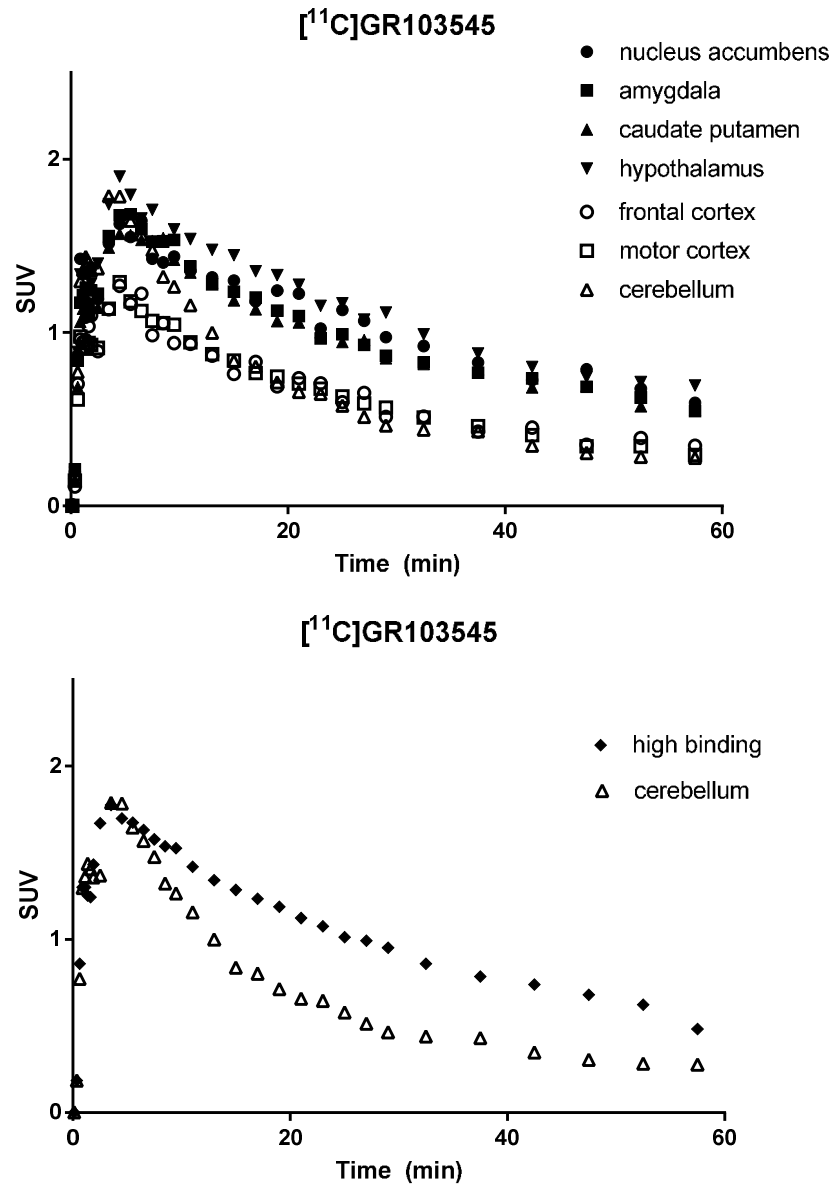 [11C]GR103545
nucleus accumbens
amygdala
caudate putamen
hypothalamus
frontal cortex
motor cortex
cerebellum
SUV
2
1
0
0 20 40 60
Time (min)
[11C]GR103545
high binding
cerebellum
SUV
2
1
0
0 20 40 60
Time (min)